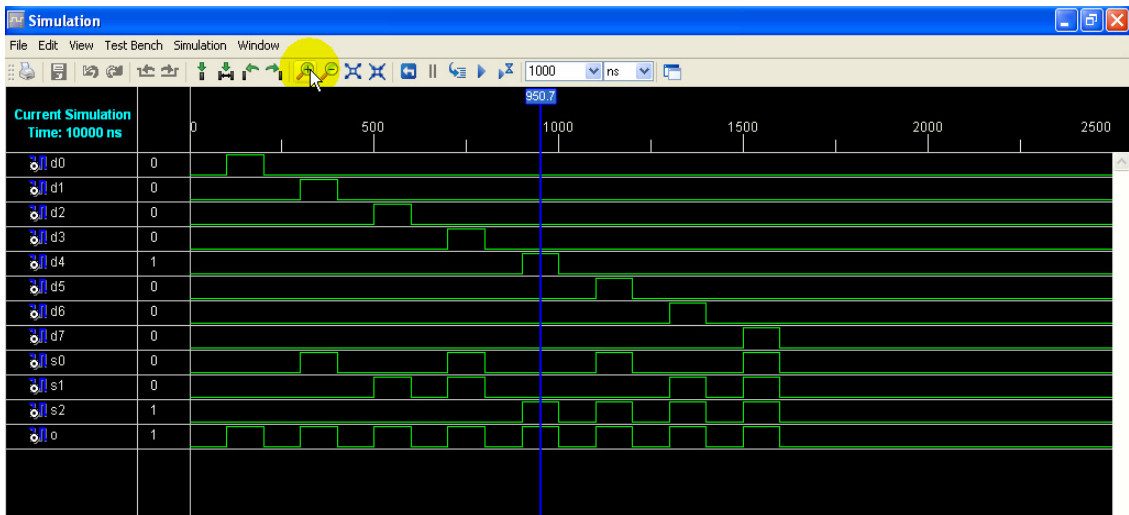 Simulation
File Edit View Test Bench Simulation Window
1000 ns
950.7
Current Simulation
Time: 10000 ns
0 500 1000 1500 2000 2500
d0 0
d1 0
d2 0
d3 0
d4 1
d5 0
d6 0
d7 0
s0 0
s1 0
s2 1
o 1